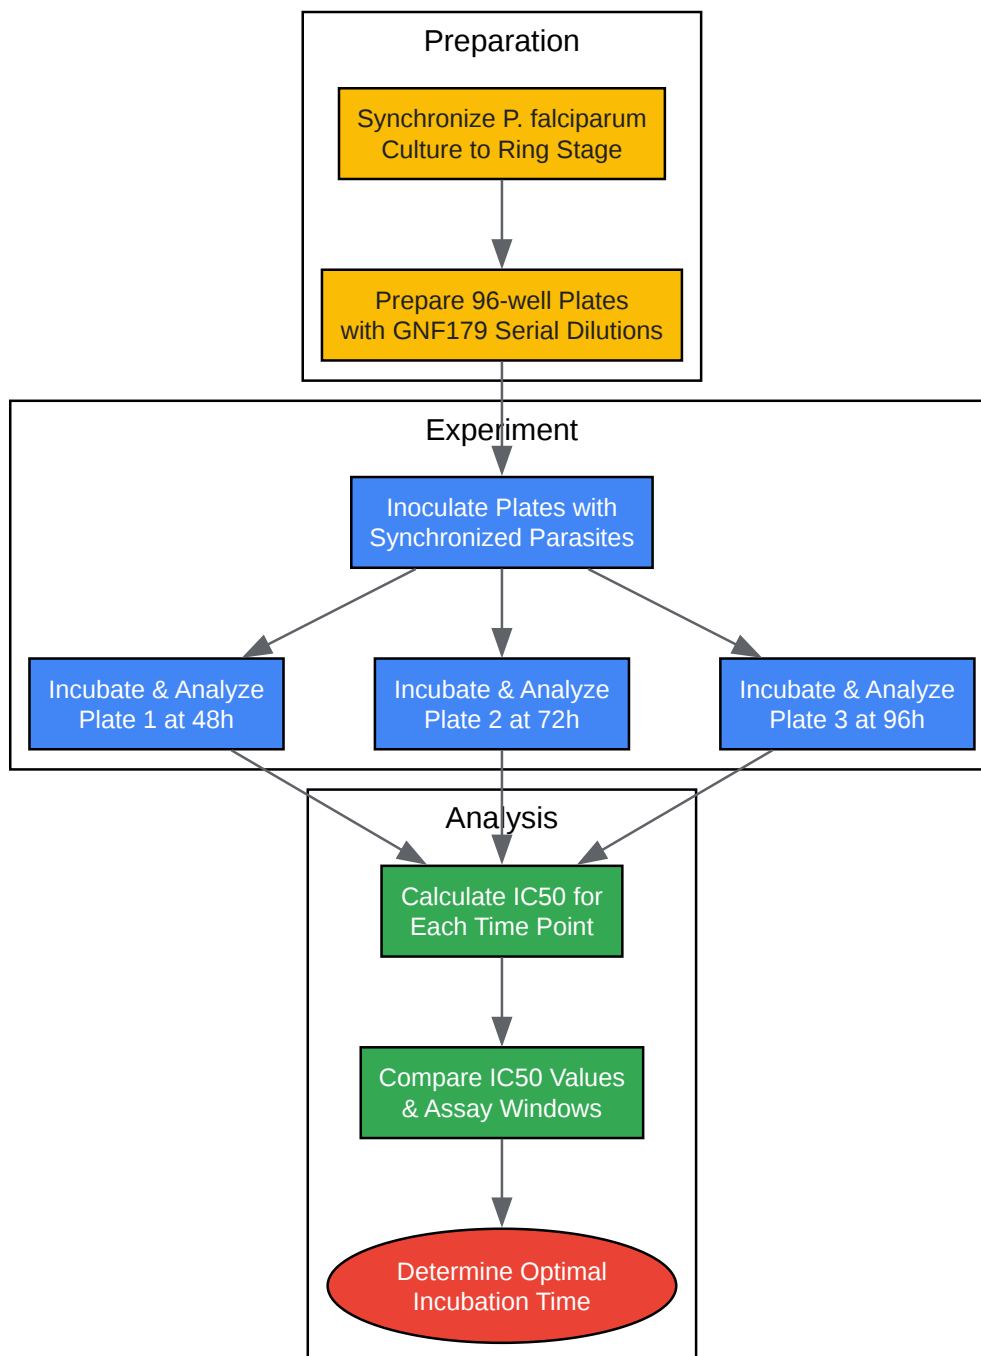 Preparation
Synchronize P. falciparum
Culture to Ring Stage
Prepare 96-well Plates
with GNF179 Serial Dilutions
Experiment
Inoculate Plates with
Synchronized Parasites
Incubate & Analyze
Plate 1 at 48h
Incubate & Analyze
Plate 2 at 72h
Incubate & Analyze
Plate 3 at 96h
Analysis
Calculate IC50 for
Each Time Point
Compare IC50 Values
& Assay Windows
Determine Optimal
Incubation Time